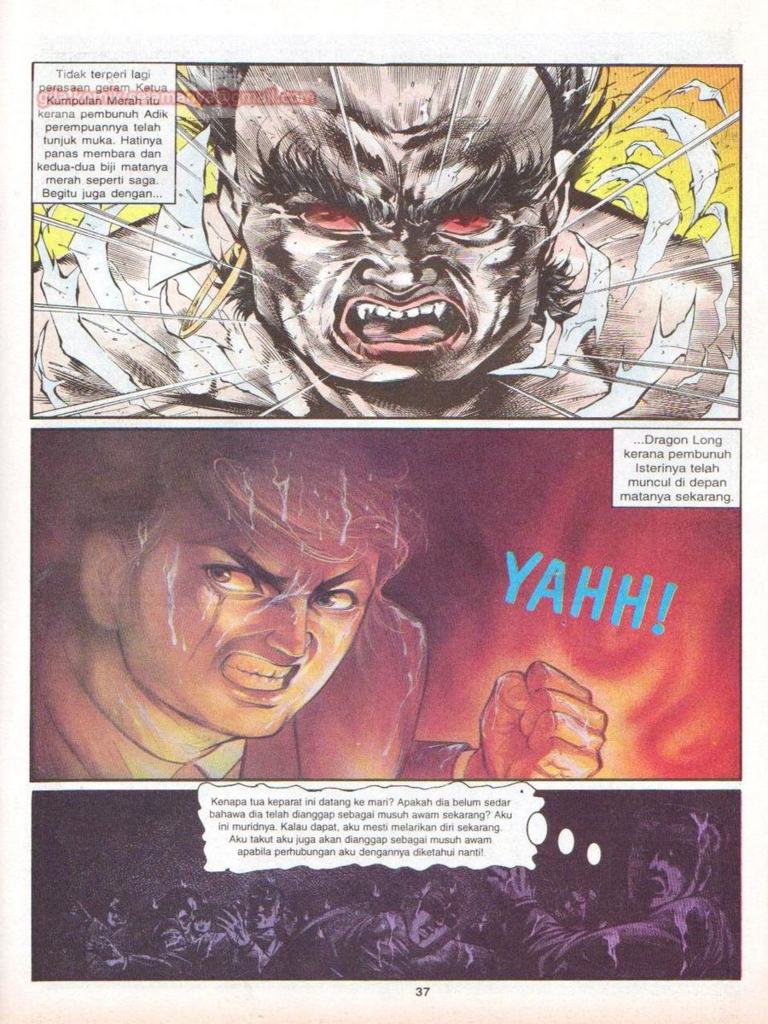 Tidak terperi lagi
perasaan geram Ketua
Kumpulan Merah itu
kerana pembunuh Adik
perempuannya telah
tunjuk muka. Hatinya
panas membara dan
kedua-dua biji matanya
merah seperti saga.
Begitu juga dengan...
...Dragon Long
kerana pembunuh
Isterinya telah
muncul di depan
matanya sekarang.
YAHH!
Kenapa tua keparat ini datang ke mari? Apakah dia belum sedar
bahawa dia telah dianggap sebagai musuh awam sekarang? Aku
ini muridnya. Kalau dapat, aku mesti melarikan diri sekarang.
Aku takut aku juga akan dianggap sebagai musuh awam
apabila perhubungan aku dengannya diketahui nanti!
37